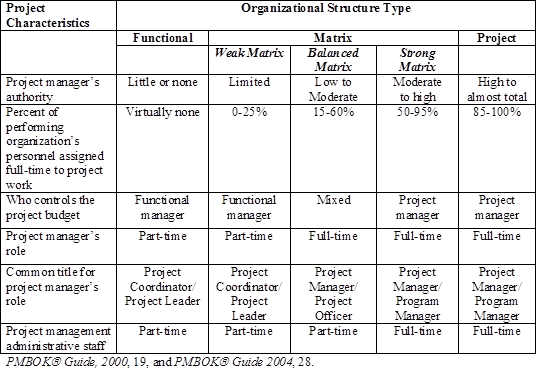 Project Characteristics Organizational Structure Type
Functional Matrix Project
Weak Matrix Balanced Matrix Strong Matrix
Project manager's authority Little or none Limited Low to Moderate Moderate to high High to almost total
Percent of performing organization's personnel assigned full-time to project work Virtually none 0-25% 15-60% 50-95% 85-100%
Who controls the project budget Functional manager Functional manager Mixed Project manager Project manager
Project manager's role Part-time Part-time Full-time Full-time Full-time
Common title for project manager's role Project Coordinator/ Project Leader Project Coordinator/ Project Leader Project Manager/ Project Officer Project Manager/ Program Manager Project Manager/ Program Manager
Project management administrative staff Part-time Part-time Part-time Full-time Full-time
PMBOK® Guide, 2000, 19, and PMBOK® Guide 2004, 28.